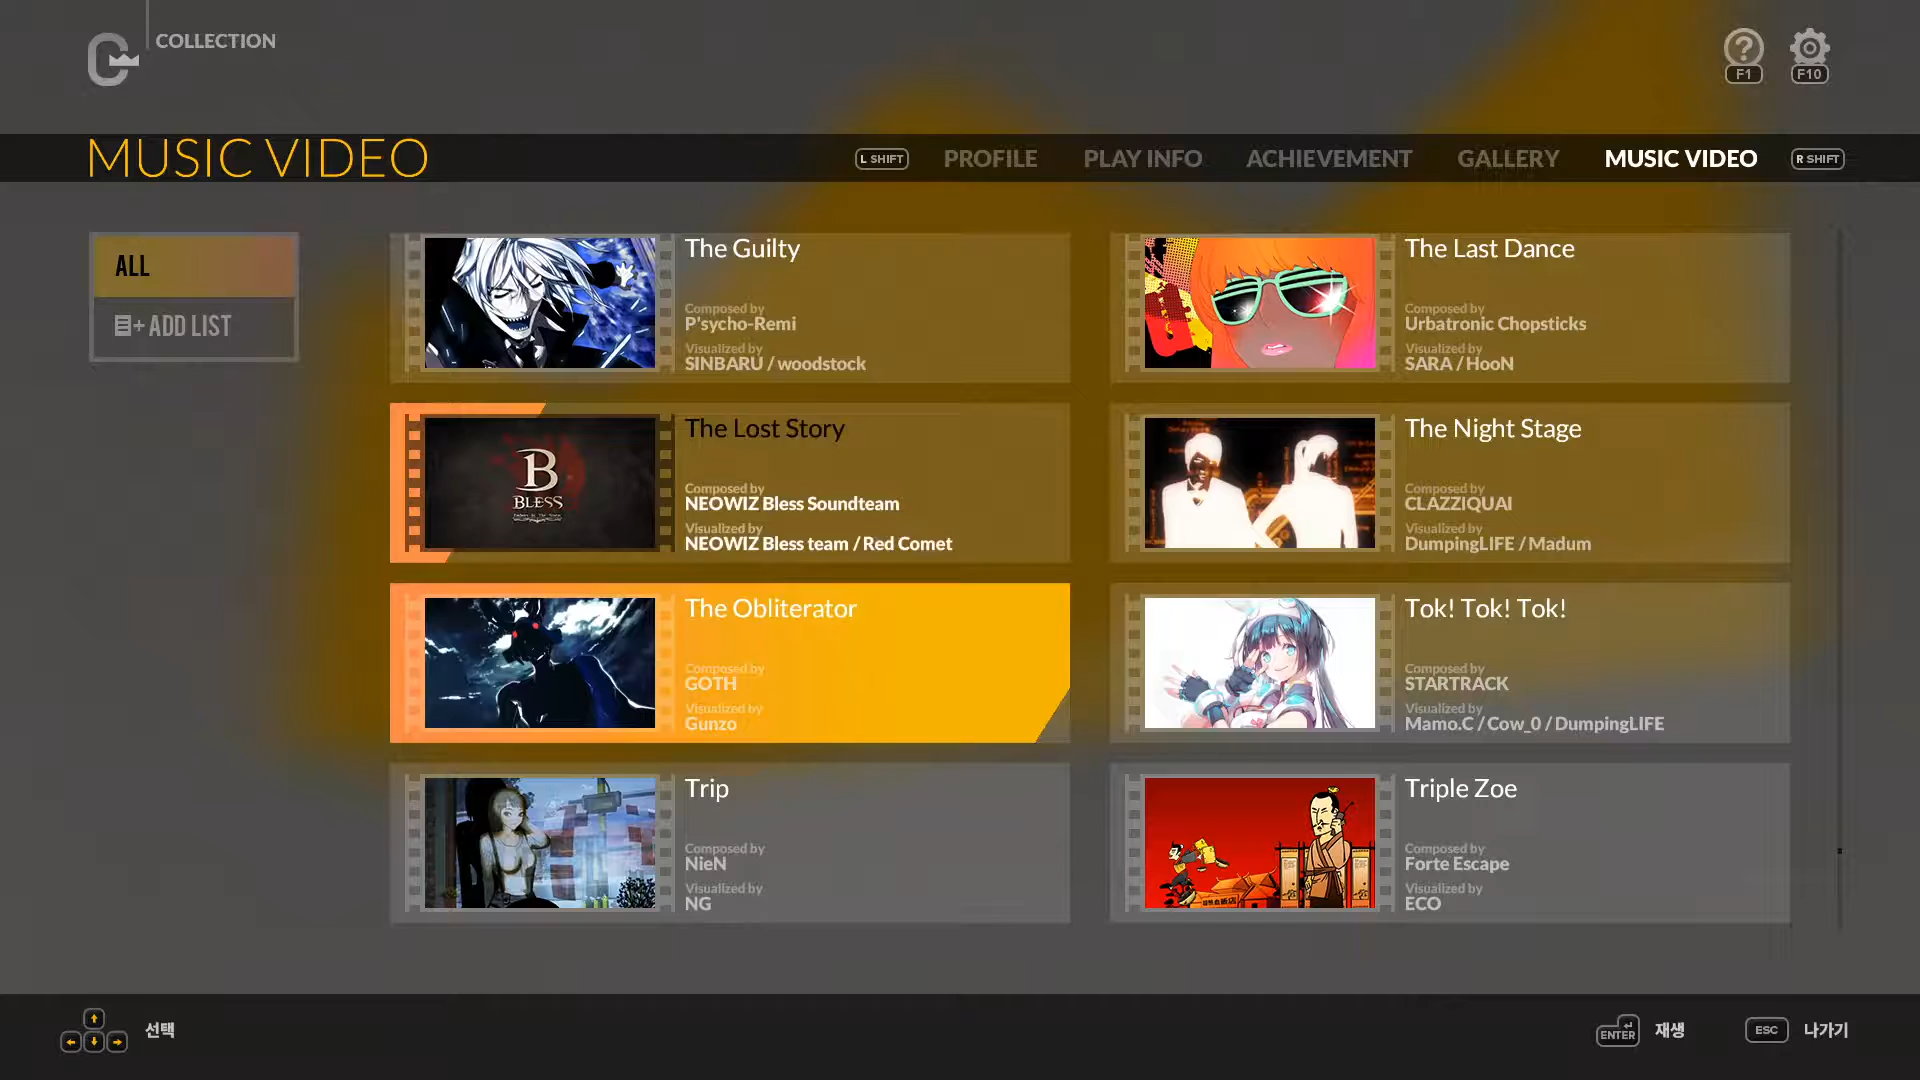 COLLECTION
F1
F10
MUSIC VIDEO
L SHIFT
PROFILE
PLAY INFO
ACHIEVEMENT
GALLERY
MUSIC VIDEO
R SHIFT
ALL
+ ADD LIST
The Guilty
Composed by
P'sycho-Remi
Visualized by
SINBARU / woodstock
The Last Dance
Composed by
Urbatronic Chopsticks
Visualized by
SARA / HooN
B
BLESS
The Lost Story
Composed by
NEOWIZ Bless Soundteam
Visualized by
NEOWIZ Bless team / Red Comet
The Night Stage
Composed by
CLAZZIQUAI
Visualized by
DumpingLIFE / Madum
The Obliterator
Composed by
GOTH
Visualized by
Gunzo
Tok! Tok! Tok!
Composed by
STARTRACK
Visualized by
Mamo.C / Cow_0 / DumpingLIFE
Trip
Composed by
NieN
Visualized by
NG
Triple Zoe
Composed by
Forte Escape
Visualized by
ECO
선택
ENTER
재생
ESC
나가기